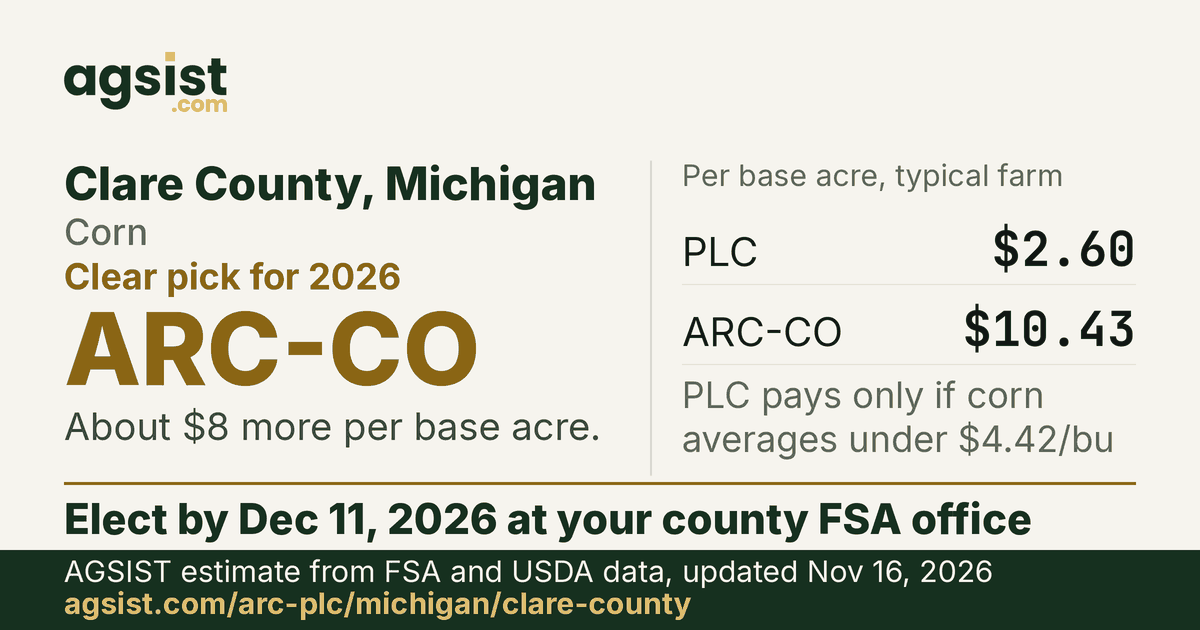 agsist
.com
Clare County, Michigan
Corn
Clear pick for 2026
ARC-CO
About $8 more per base acre.
Per base acre, typical farm
PLC $2.60
ARC-CO $10.43
PLC pays only if corn
averages under $4.42/bu
Elect by Dec 11, 2026 at your county FSA office
AGSIST estimate from FSA and USDA data, updated Nov 16, 2026
agsist.com/arc-plc/michigan/clare-county